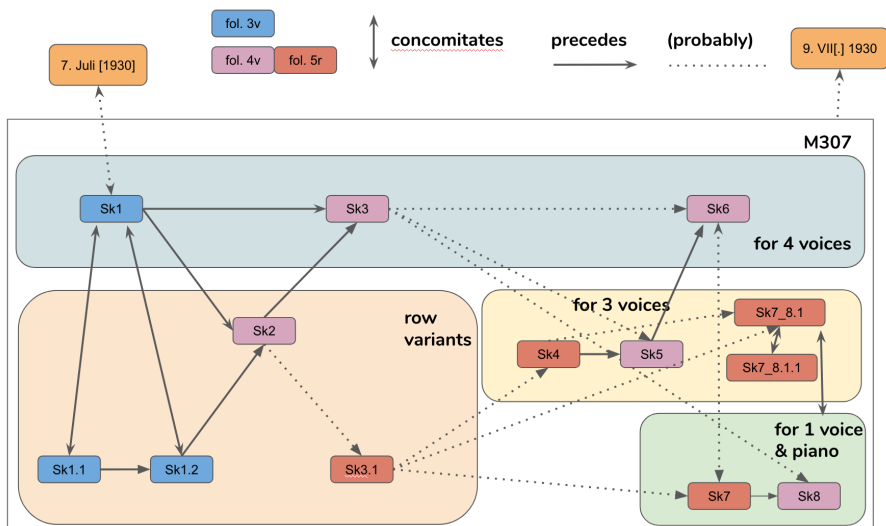 fol. 3v
7. Juli [1930]
fol. 4v
fol. 5r
concomitates
precedes
(probably)
9. VII[.] 1930
M307
Sk1
Sk3
Sk6
for 4 voices
row
variants
for 3 voices
Sk7_8.1
Sk2
Sk4
Sk5
Sk7_8.1.1
for 1 voice
& piano
Sk1.1
Sk1.2
Sk3.1
Sk7
Sk8